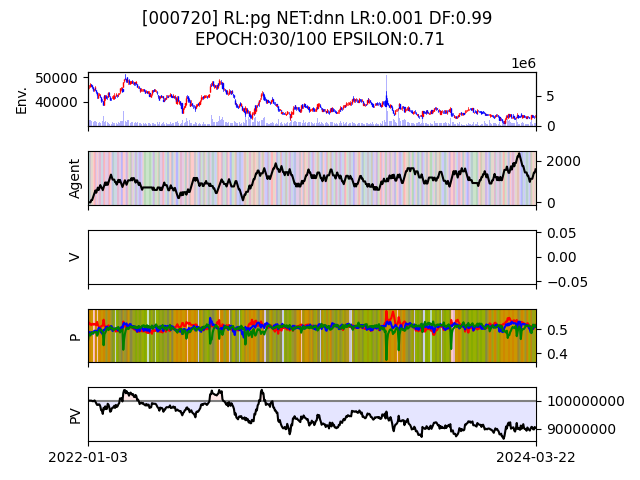 [000720] RL:pg NET:dnn LR:0.001 DF:0.99
EPOCH:030/100 EPSILON:0.71
1e6
50000
40000
Env.
5
0
Agent
2000
0
V
0.05
0.00
−0.05
P
0.5
0.4
PV
100000000
90000000
2022-01-03
2024-03-22